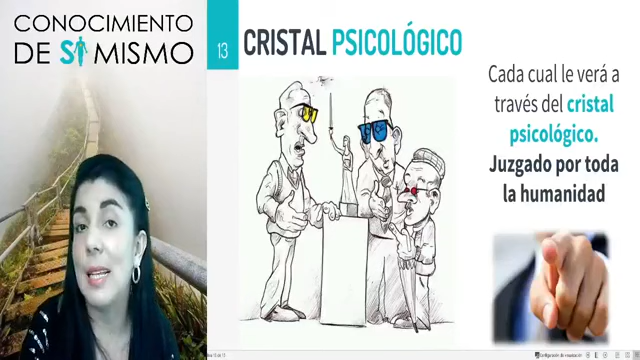 CONOCIMIENTO
DE SÍ MISMO
13
CRISTAL PSICOLÓGICO
Cada cual le verá a
través del cristal
psicológico.
Juzgado por toda
la humanidad